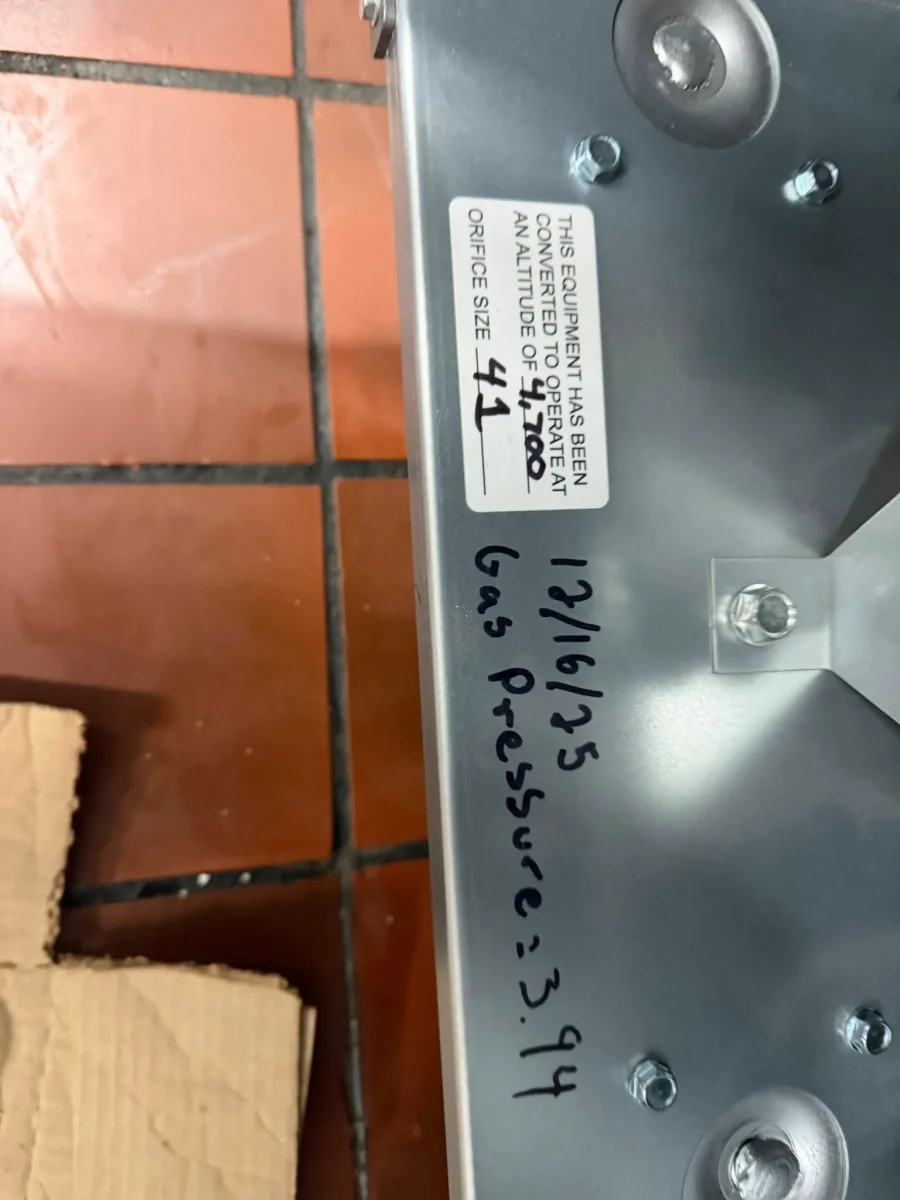 THIS EQUIPMENT HAS BEEN
CONVERTED TO OPERATE AT
AN ALTITUDE OF 4,700
ORIFICE SIZE 41
12/16/25
Gas Pressure = 3.94